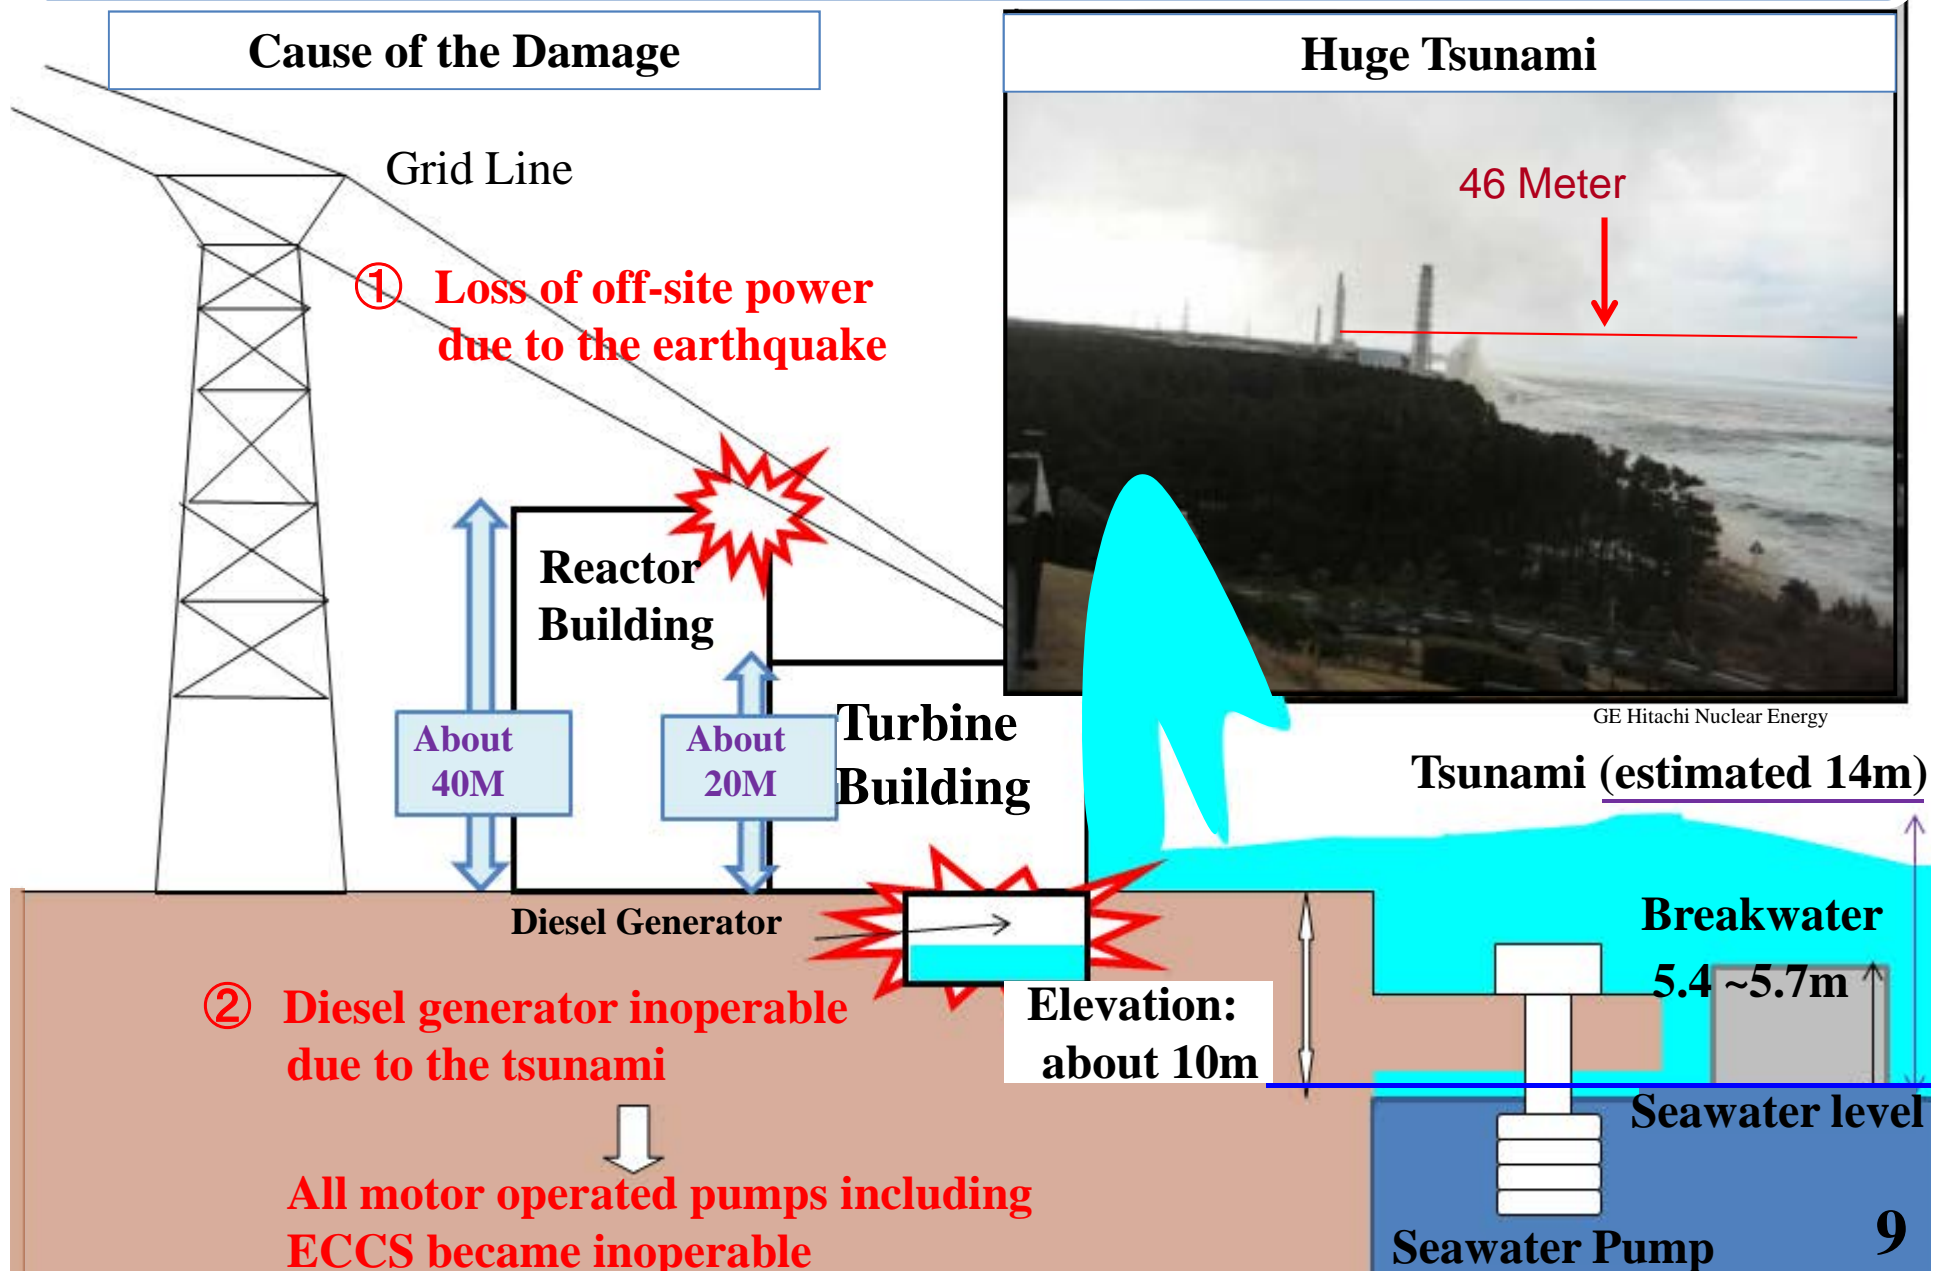 Cause of the Damage
Huge Tsunami
Grid Line
46 Meter
① Loss of off-site power
due to the earthquake
Reactor
Building
About
40M
About
20M
Turbine
Building
GE Hitachi Nuclear Energy
Tsunami (estimated 14m)
Diesel Generator
Breakwater
5.4 ~5.7m
② Diesel generator inoperable
due to the tsunami
Elevation:
about 10m
Seawater level
All motor operated pumps including
ECCS became inoperable
Seawater Pump
9